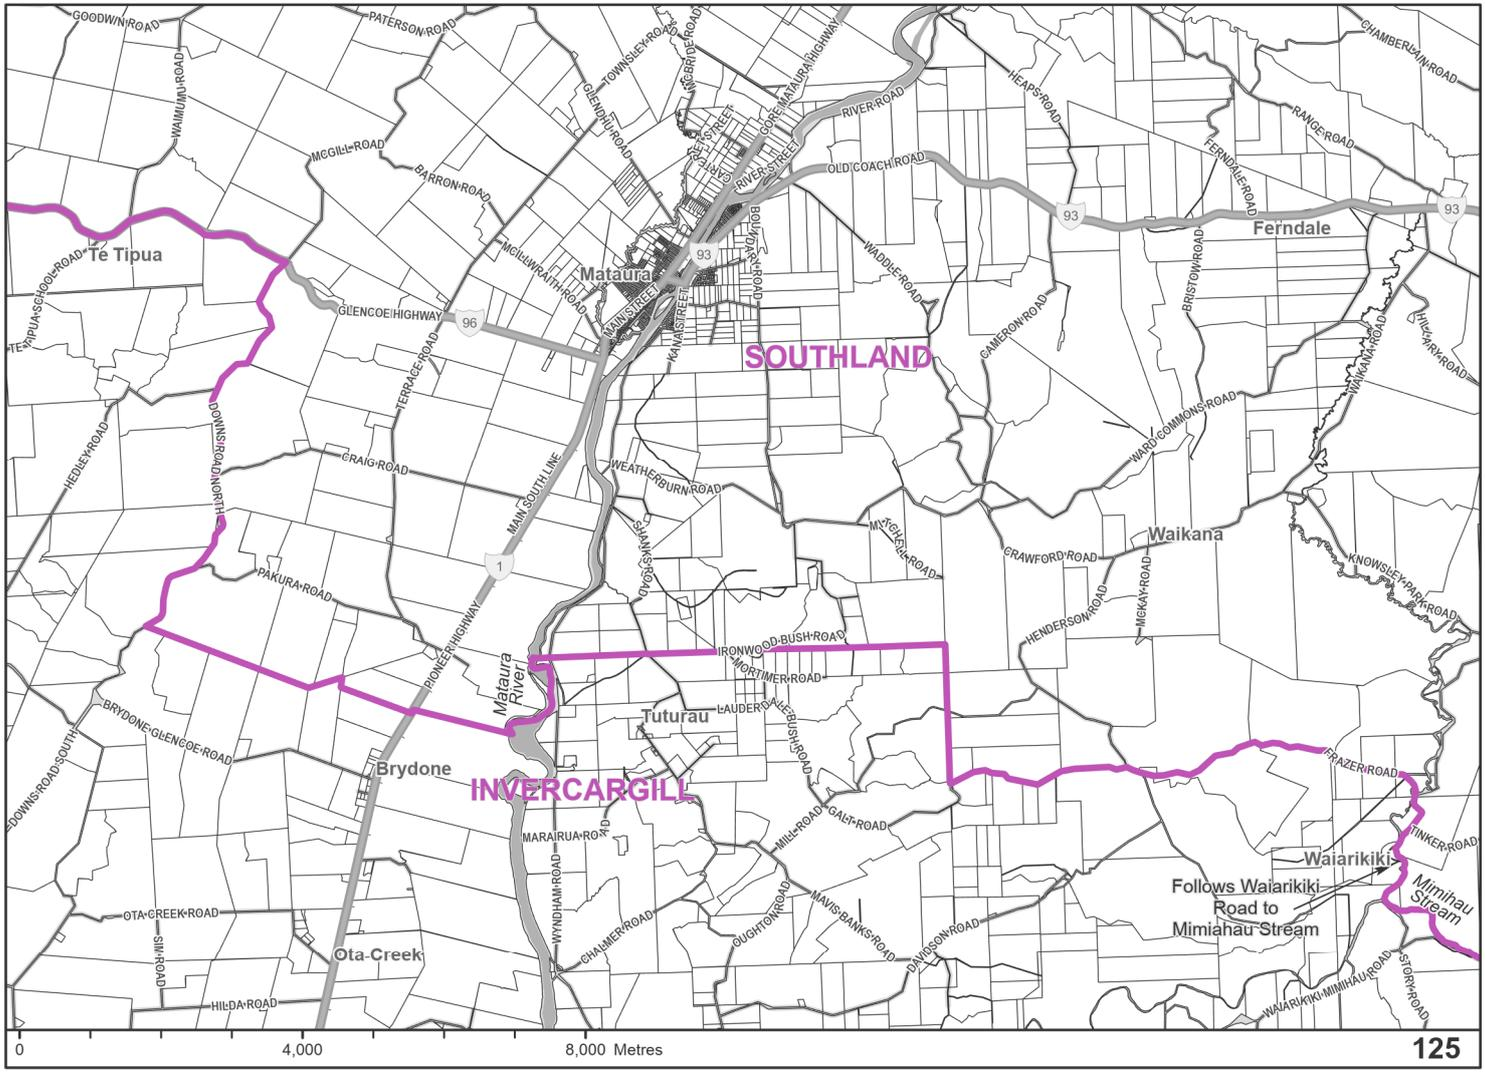 GOODWIN ROAD
PATERSON ROAD
WAIMUMU ROAD
TOWNSLEY ROAD
MCBRIDE ROAD
GORE MATAURA HIGHWAY
CHAMBERLAIN ROAD
GLENDHU ROAD
RIVER ROAD
HEAPS ROAD
RANGE ROAD
MCGILL ROAD
BARRON ROAD
RIVER STREET
OLD COACH ROAD
FERNDALE ROAD
93
93
Ferndale
Te Tipua
TE TIPUA SCHOOL ROAD
MCILLWRAITH ROAD
Mataura
93
BOUNDARY ROAD
WADDLE ROAD
BRISTOW ROAD
GLENCOE HIGHWAY
96
MAIN STREET
KANA STREET
CAMERON ROAD
WAIKANA ROAD
HILLARY ROAD
SOUTHLAND
TERRACE ROAD
DOWNS ROAD NORTH
HEDLEY ROAD
CRAIG ROAD
MAIN SOUTH LINE
WEATHERBURN ROAD
WARD COMMONS ROAD
SHANKS ROAD
MITCHELL ROAD
CRAWFORD ROAD
Waikana
KNOWSLEY PARK ROAD
1
PAKURA ROAD
PIONEER HIGHWAY
HENDERSON ROAD
MCKAY ROAD
IRONWOOD BUSH ROAD
MORTIMER ROAD
Mataura
River
LAUDERDALE BUSH ROAD
Tuturau
BRYDONE GLENCOE ROAD
DOWNS ROAD SOUTH
Brydone
INVERCARGILL
FRAZER ROAD
MARAIRUA ROAD
MILL ROAD
GALT ROAD
TINKER ROAD
Waiarikiki
Follows Waiarikiki
Road to
Mimiahau Stream
Mimihau
Stream
WYNDHAM ROAD
CHALMER ROAD
OUGHTON ROAD
MAVIS BANKS ROAD
DAVIDSON ROAD
OTA CREEK ROAD
SIM ROAD
Ota Creek
HILDA ROAD
WAIARIKIKI MIMIHAU ROAD
STORY ROAD
0
4,000
8,000 Metres
125